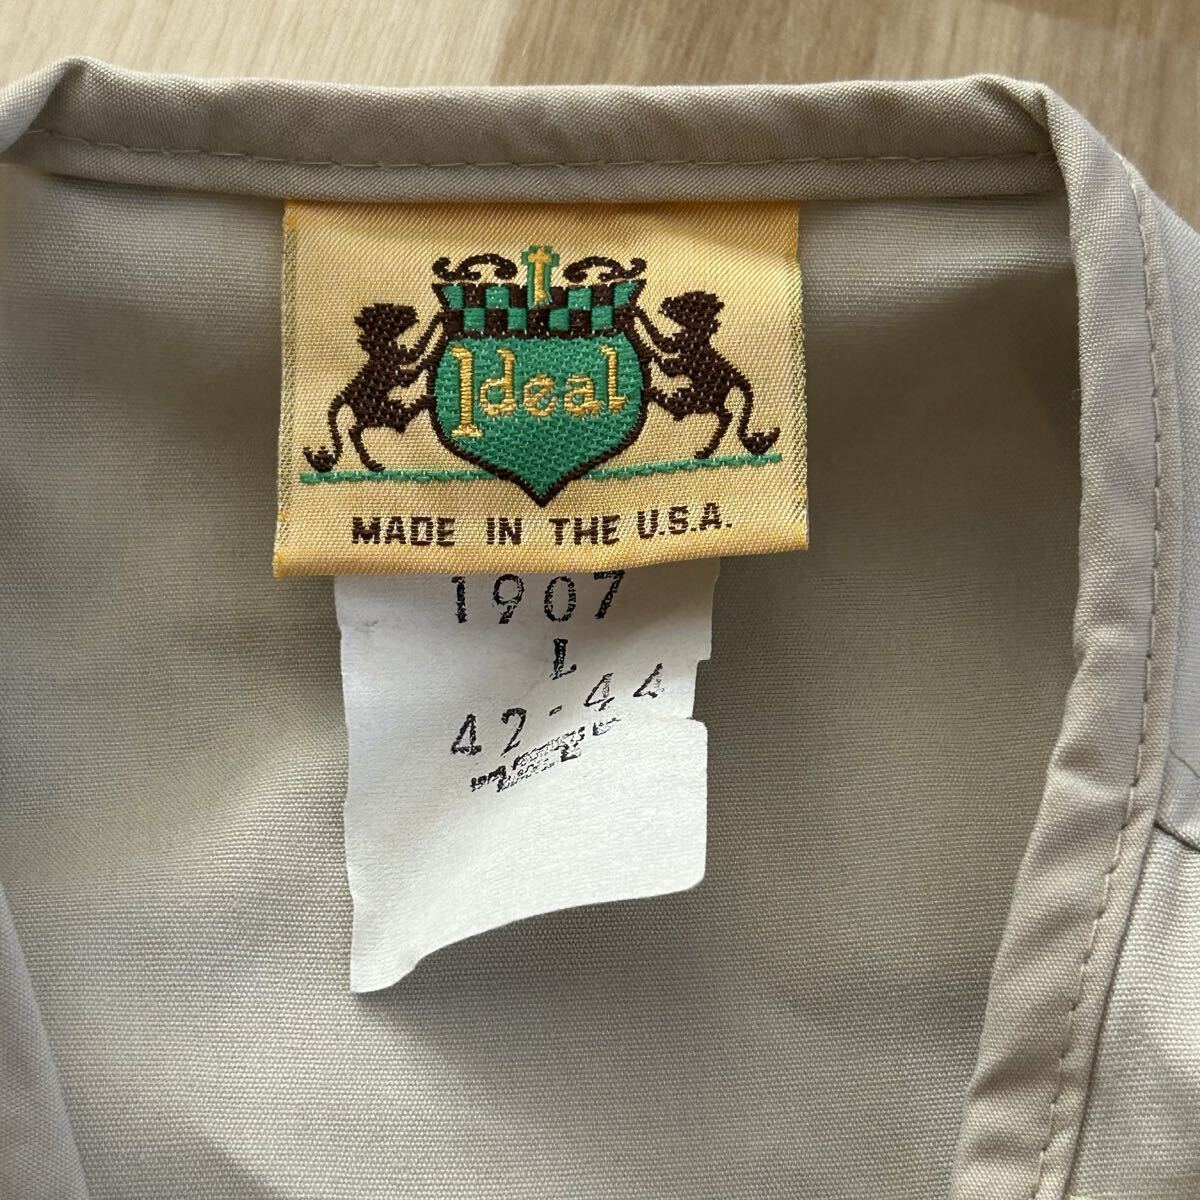 Ideal
MADE IN THE U.S.A.
1907
L
42-44